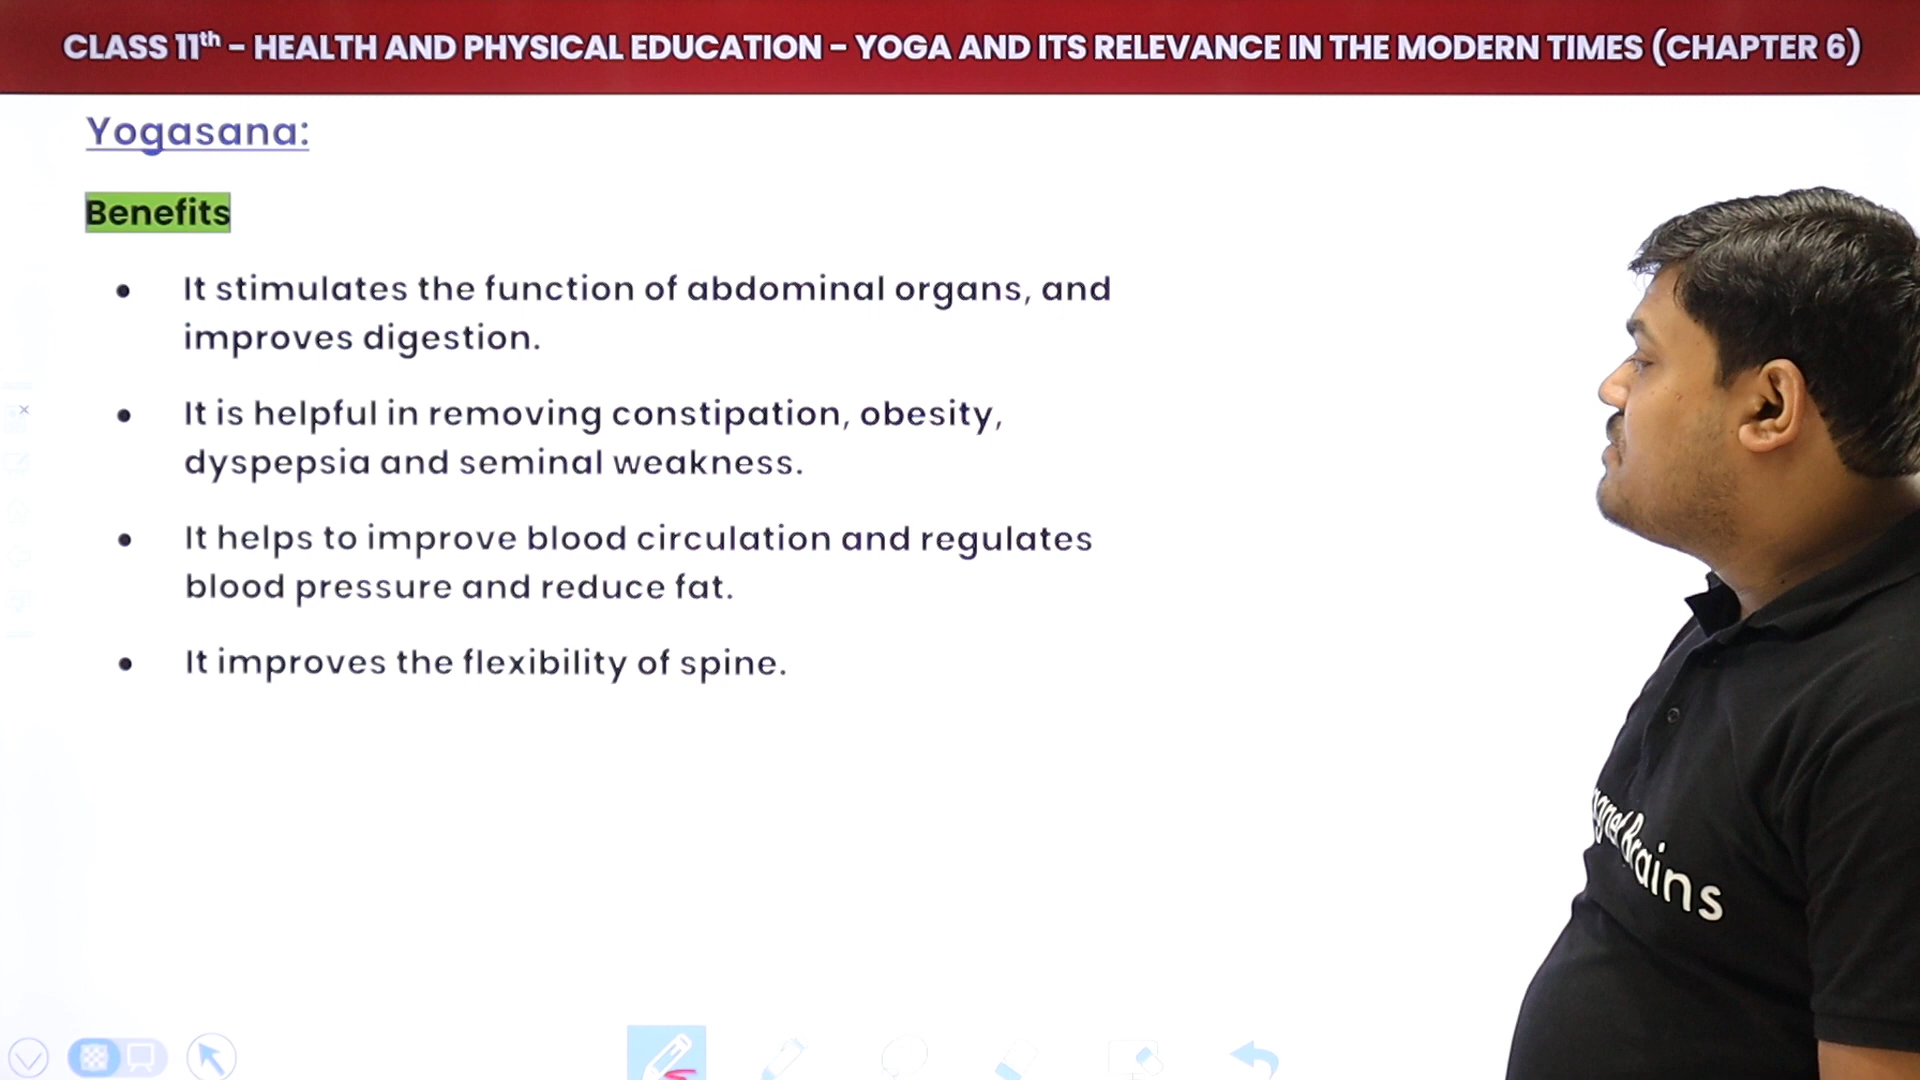 CLASS 11th – HEALTH AND PHYSICAL EDUCATION – YOGA AND ITS RELEVANCE IN THE MODERN TIMES (CHAPTER 6)
Yogasana:
Benefits
• It stimulates the function of abdominal organs, and
improves digestion.
• It is helpful in removing constipation, obesity,
dyspepsia and seminal weakness.
• It helps to improve blood circulation and regulates
blood pressure and reduce fat.
• It improves the flexibility of spine.
Brains